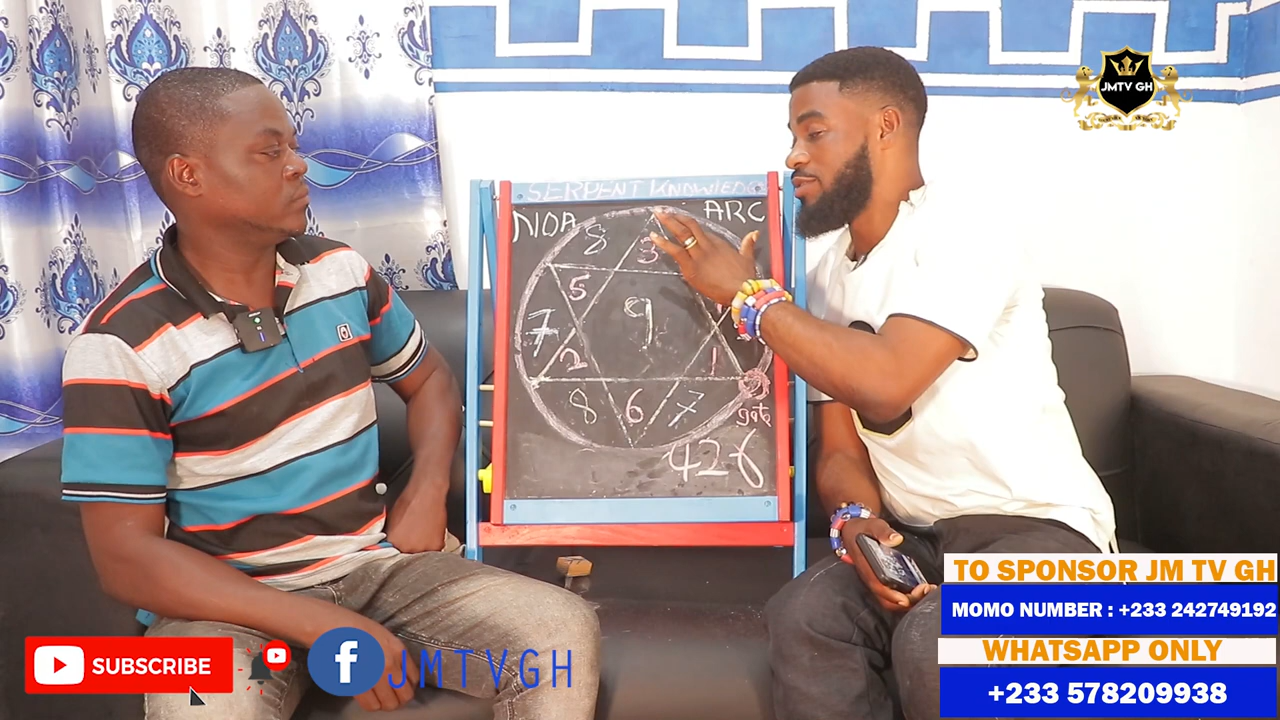 JMTV GH
SERPENT KNOWLEDG
NOA
ARC
8
3
5
9
7
2
1
8
6
7
gate
426
TO SPONSOR JM TV GH
MOMO NUMBER : +233 242749192
WHATSAPP ONLY
+233 578209938
SUBSCRIBE
f
JMTVGH